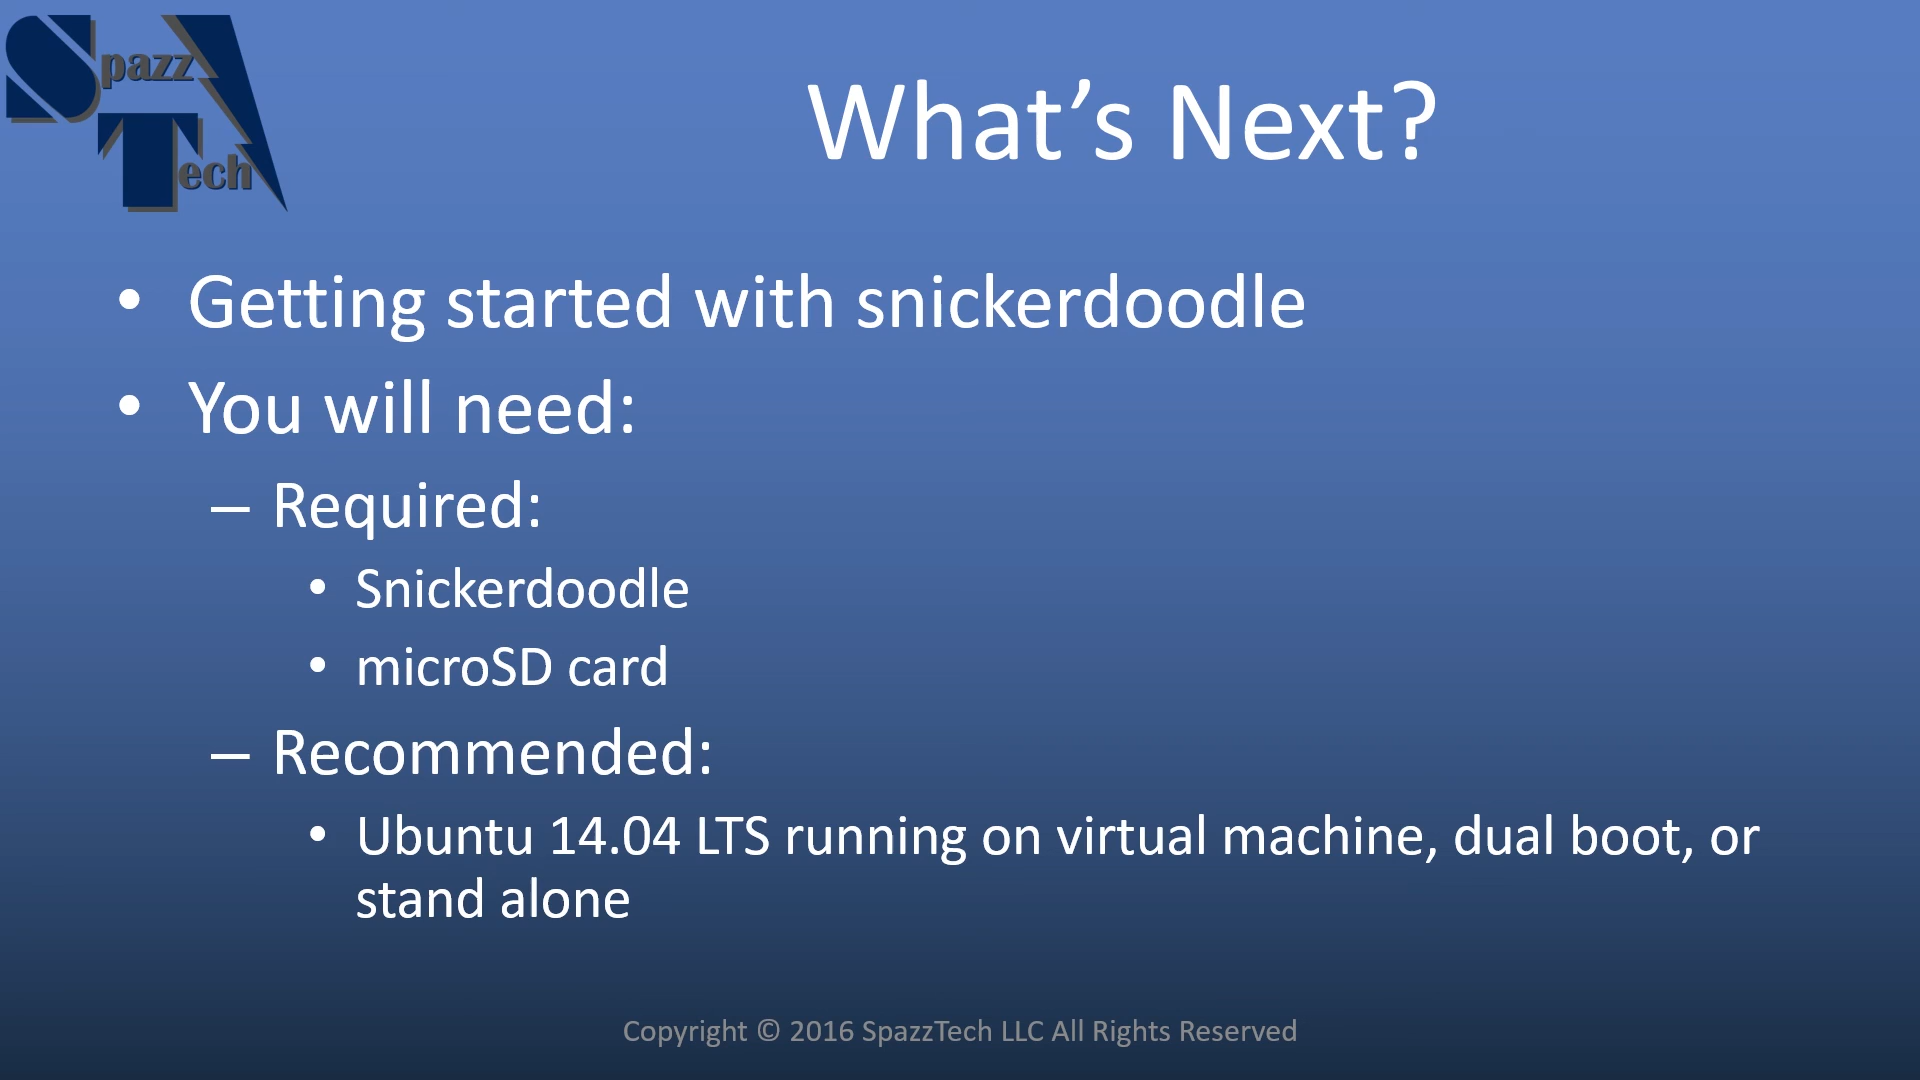 Spazz
Tech
What’s Next?
• Getting started with snickerdoodle
• You will need:
– Required:
• Snickerdoodle
• microSD card
– Recommended:
• Ubuntu 14.04 LTS running on virtual machine, dual boot, or
stand alone
Copyright © 2016 SpazzTech LLC All Rights Reserved